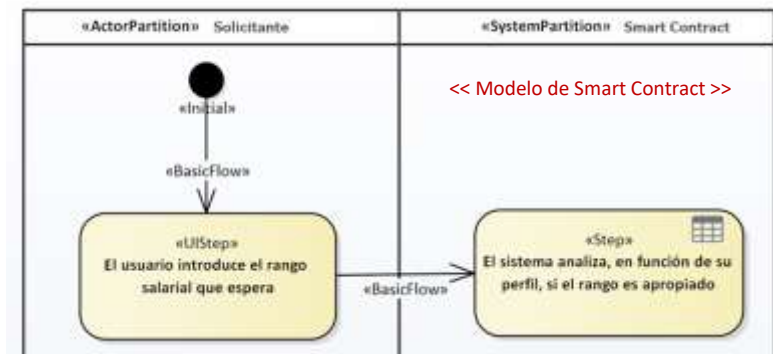 «ActorPartition» Solicitante
«SystemPartition» Smart Contract
<< Modelo de Smart Contract >>
«Initial»
«BasicFlow»
«UIStep»
El usuario introduce el rango
salarial que espera
«BasicFlow»
«Step»
El sistema analiza, en función de su
perfil, si el rango es apropiado